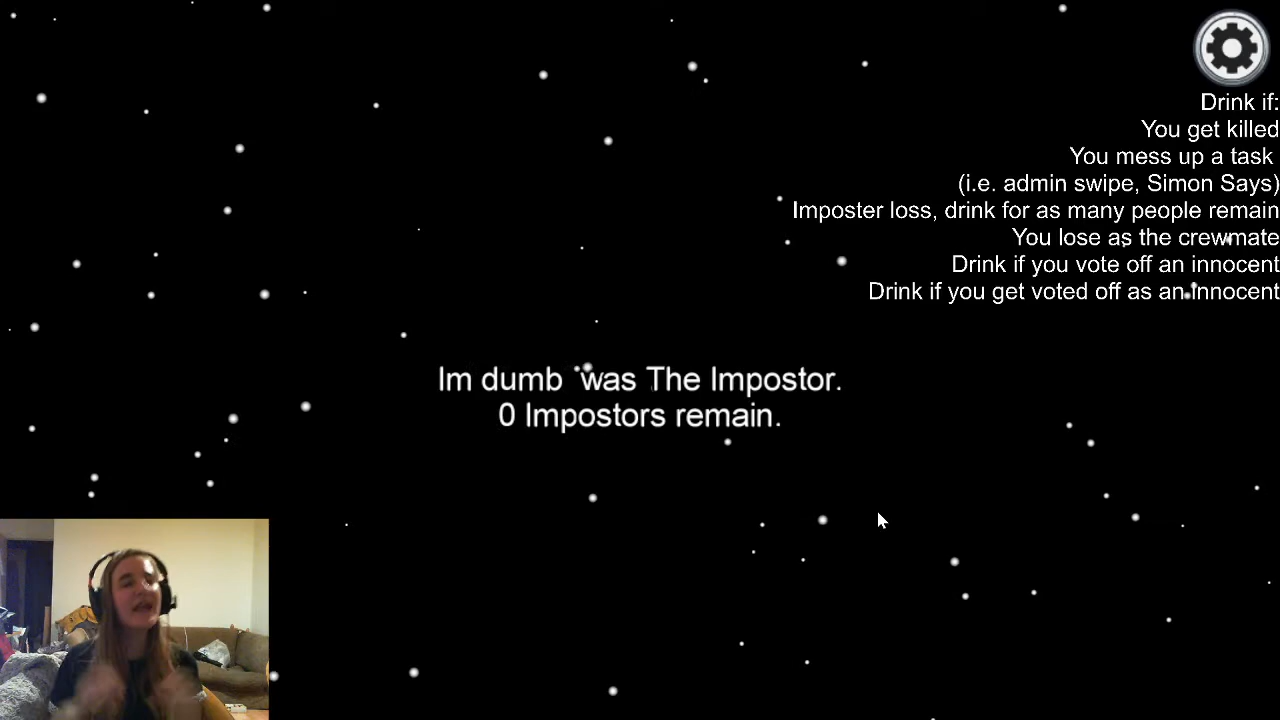 Drink if:
You get killed
You mess up a task
(i.e. admin swipe, Simon Says)
Imposter loss, drink for as many people remain
You lose as the crewmate
Drink if you vote off an innocent
Drink if you get voted off as an innocent
Im dumb was The Impostor.
0 Impostors remain.